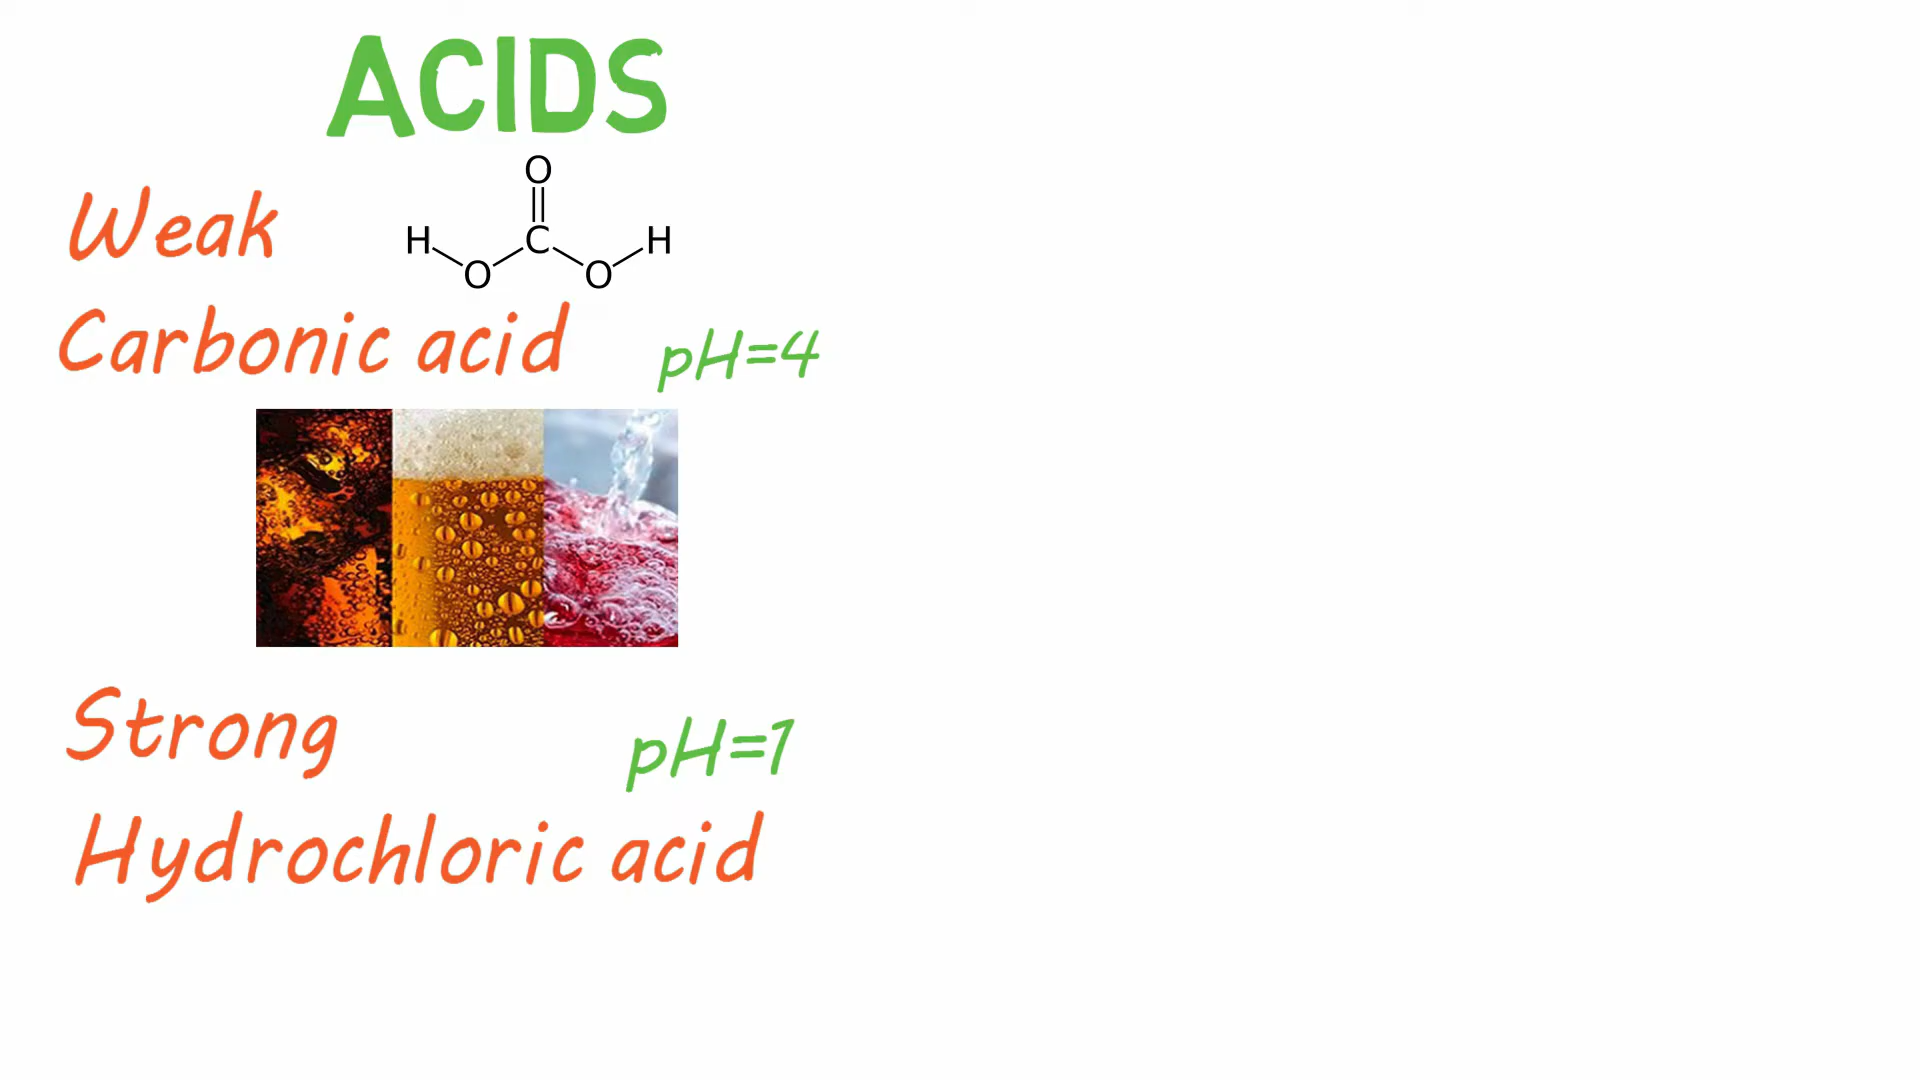 ACIDS
Weak
O
H C H
O O
Carbonic acid pH=4
Strong pH=1
Hydrochloric acid